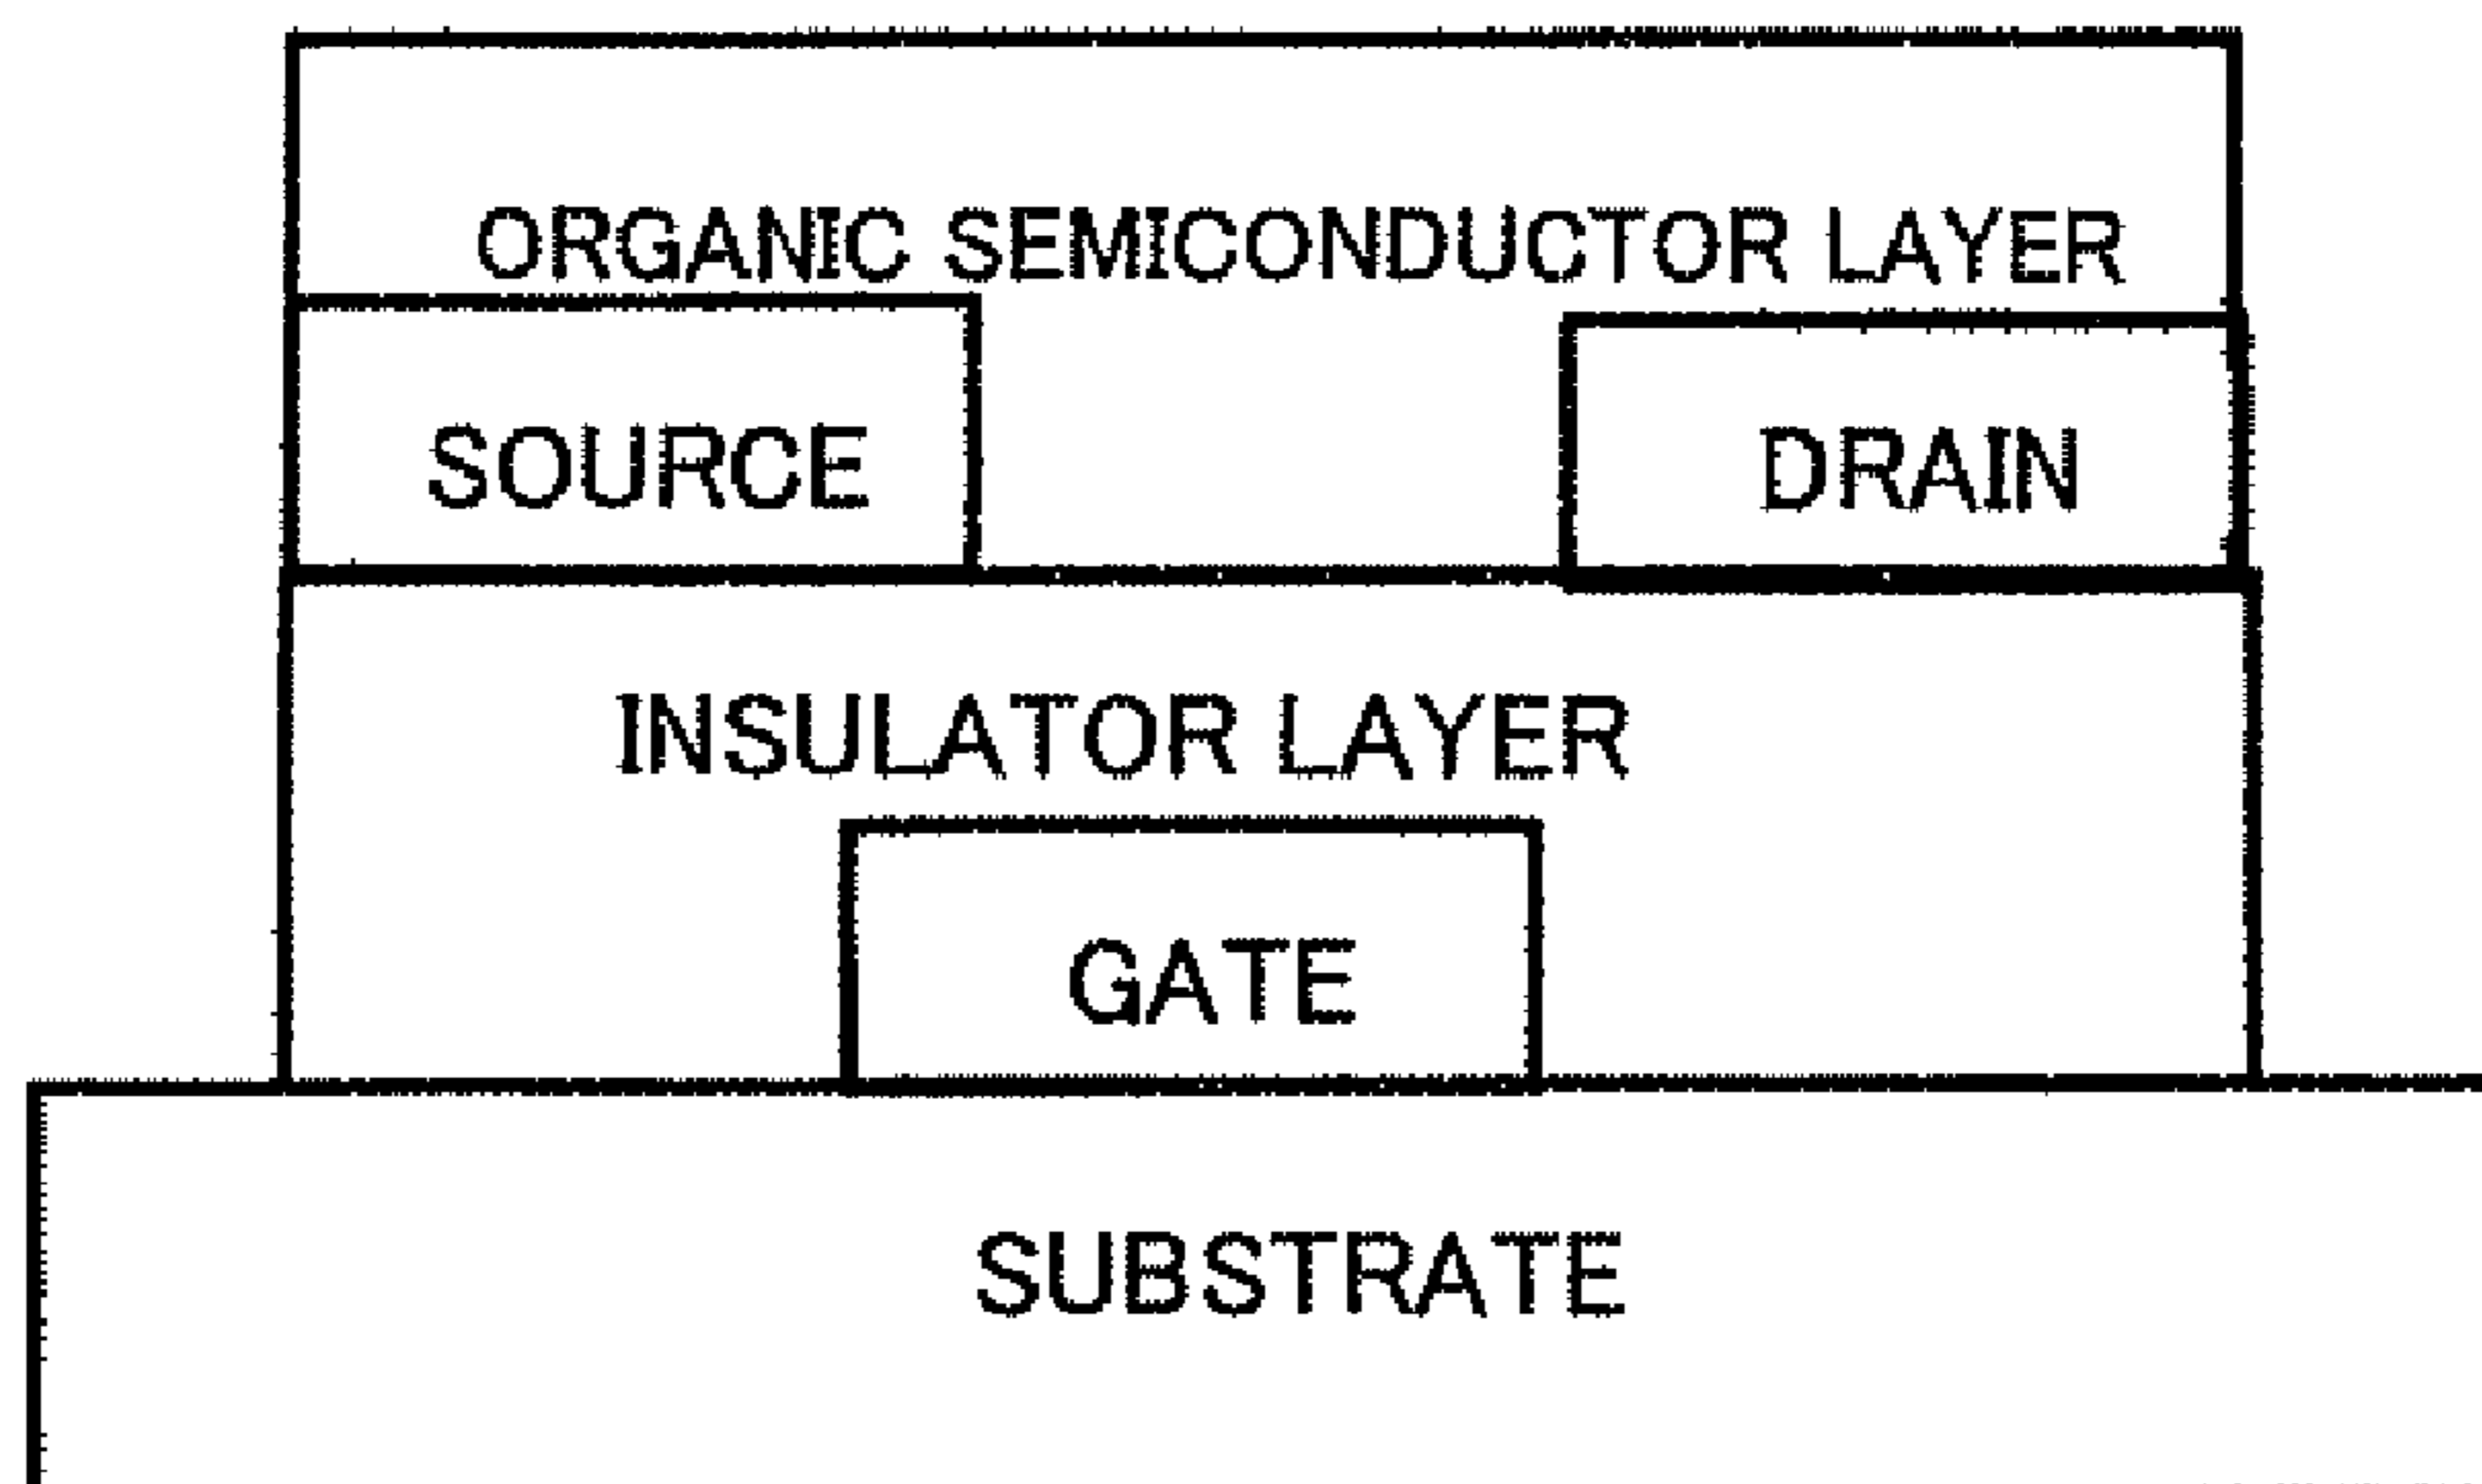 ORGANIC SEMICONDUCTOR LAYER
SOURCE
DRAIN
INSULATOR LAYER
GATE
SUBSTRATE